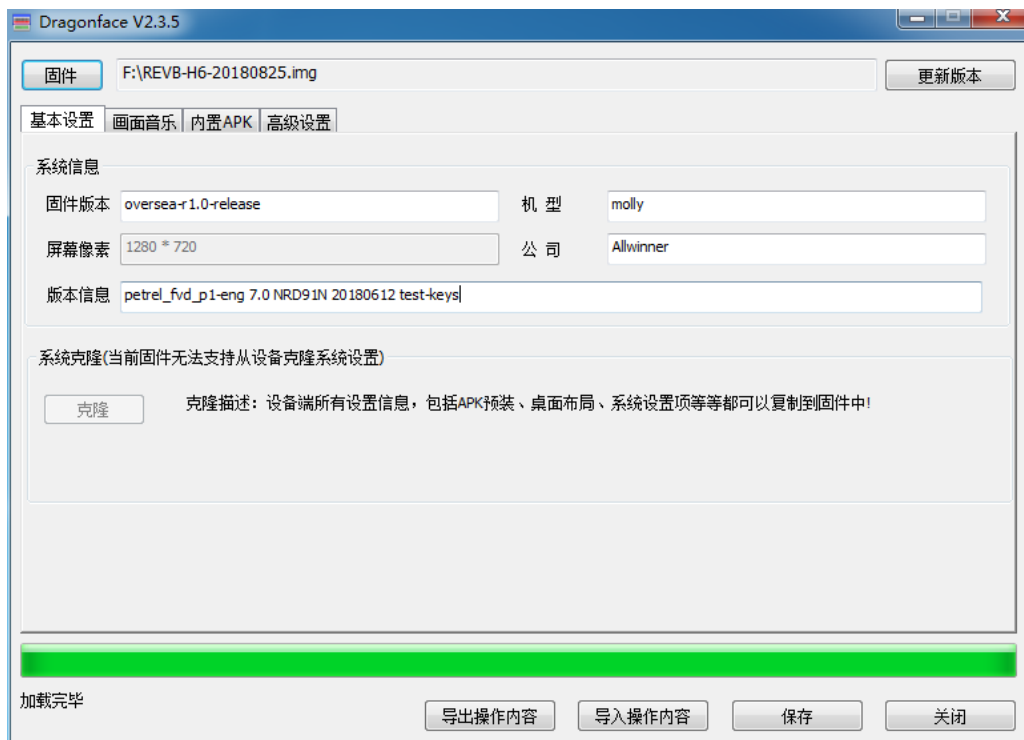 Dragonface V2.3.5
固件 F:\REVB-H6-20180825.img 更新版本
基本设置 画面音乐 内置APK 高级设置
系统信息
固件版本 oversea-r1.0-release 机 型 molly
屏幕像素 1280 * 720 公 司 Allwinner
版本信息 petrel_fvd_p1-eng 7.0 NRD91N 20180612 test-keys
系统克隆(当前固件无法支持从设备克隆系统设置)
克隆 克隆描述：设备端所有设置信息，包括APK预装、桌面布局、系统设置项等等都可以复制到固件中!
加载完毕
导出操作内容 导入操作内容 保存 关闭